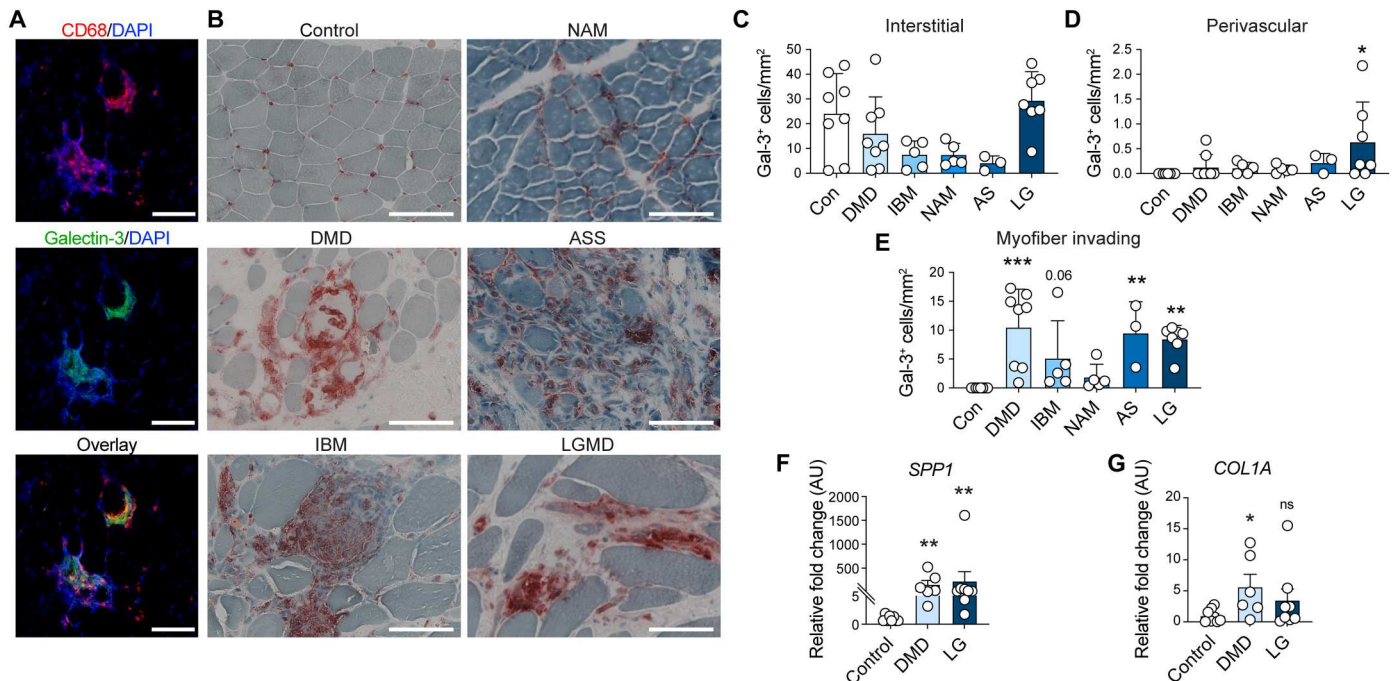 A
CD68/DAPI
Galectin-3/DAPI
Overlay
B
Control
NAM
DMD
ASS
IBM
LGMD
C
Interstitial
Gal-3⁺ cells/mm²
50
40
30
20
10
0
Con
DMD
IBM
NAM
AS
LG
D
Perivascular
Gal-3⁺ cells/mm²
2.5
2.0
1.5
1.0
0.5
0.0
*
Con
DMD
IBM
NAM
AS
LG
E
Myofiber invading
Gal-3⁺ cells/mm²
20
15
10
5
0
***
0.06
**
**
Con
DMD
IBM
NAM
AS
LG
F
SPP1
Relative fold change (AU)
2000
1500
1000
500
5
0
**
**
Control
DMD
LG
G
COL1A
Relative fold change (AU)
20
15
10
5
0
*
ns
Control
DMD
LG